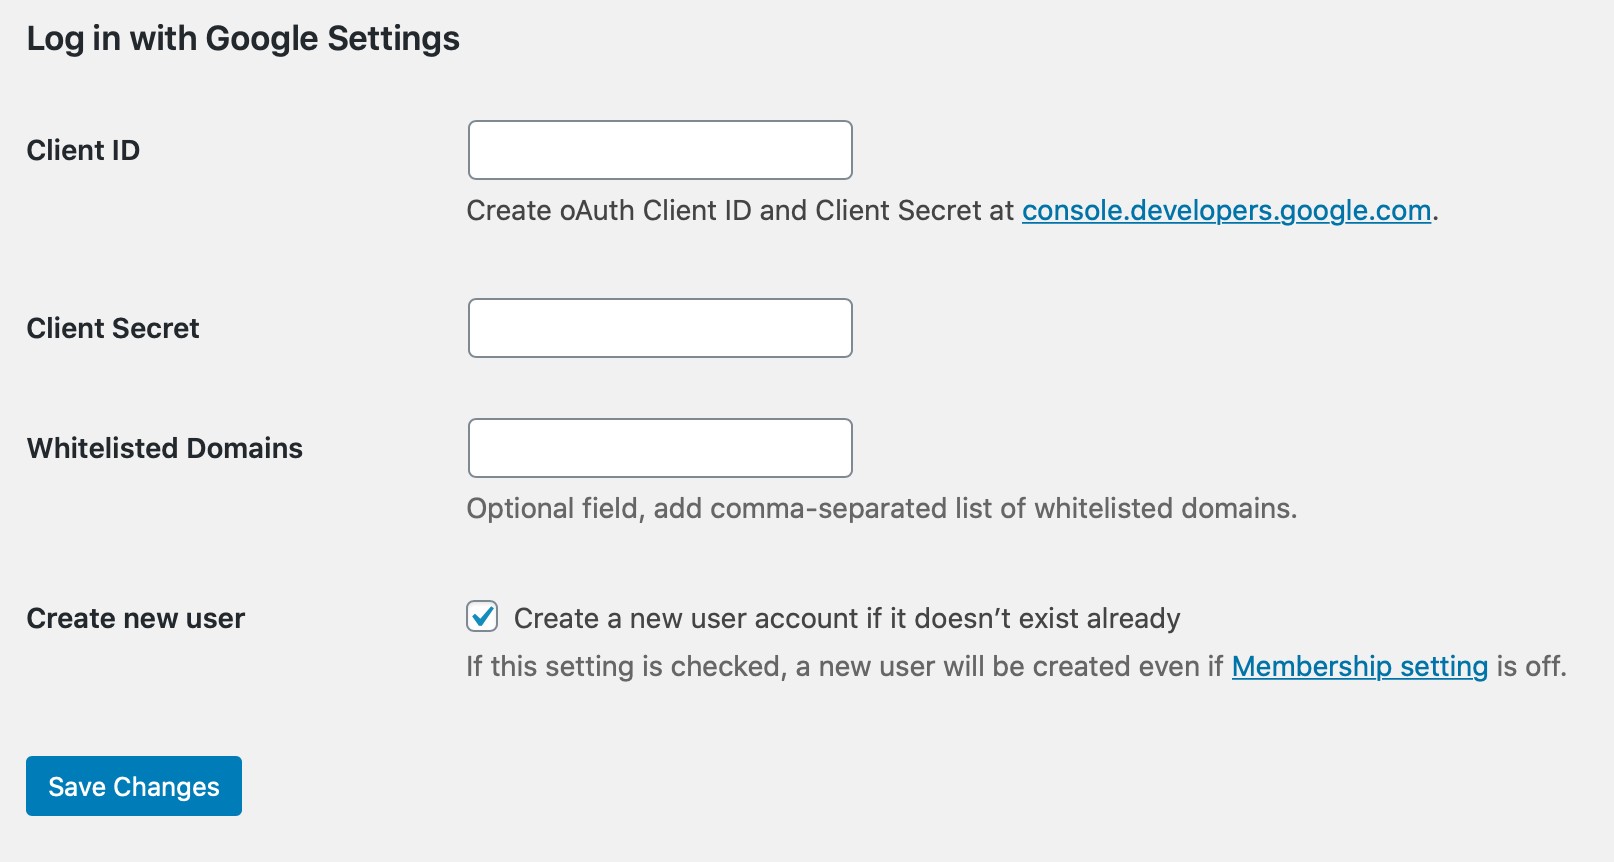 Log in with Google Settings
Client ID
Create oAuth Client ID and Client Secret at console.developers.google.com.
Client Secret
Whitelisted Domains
Optional field, add comma-separated list of whitelisted domains.
Create new user
Create a new user account if it doesn’t exist already
If this setting is checked, a new user will be created even if Membership setting is off.
Save Changes